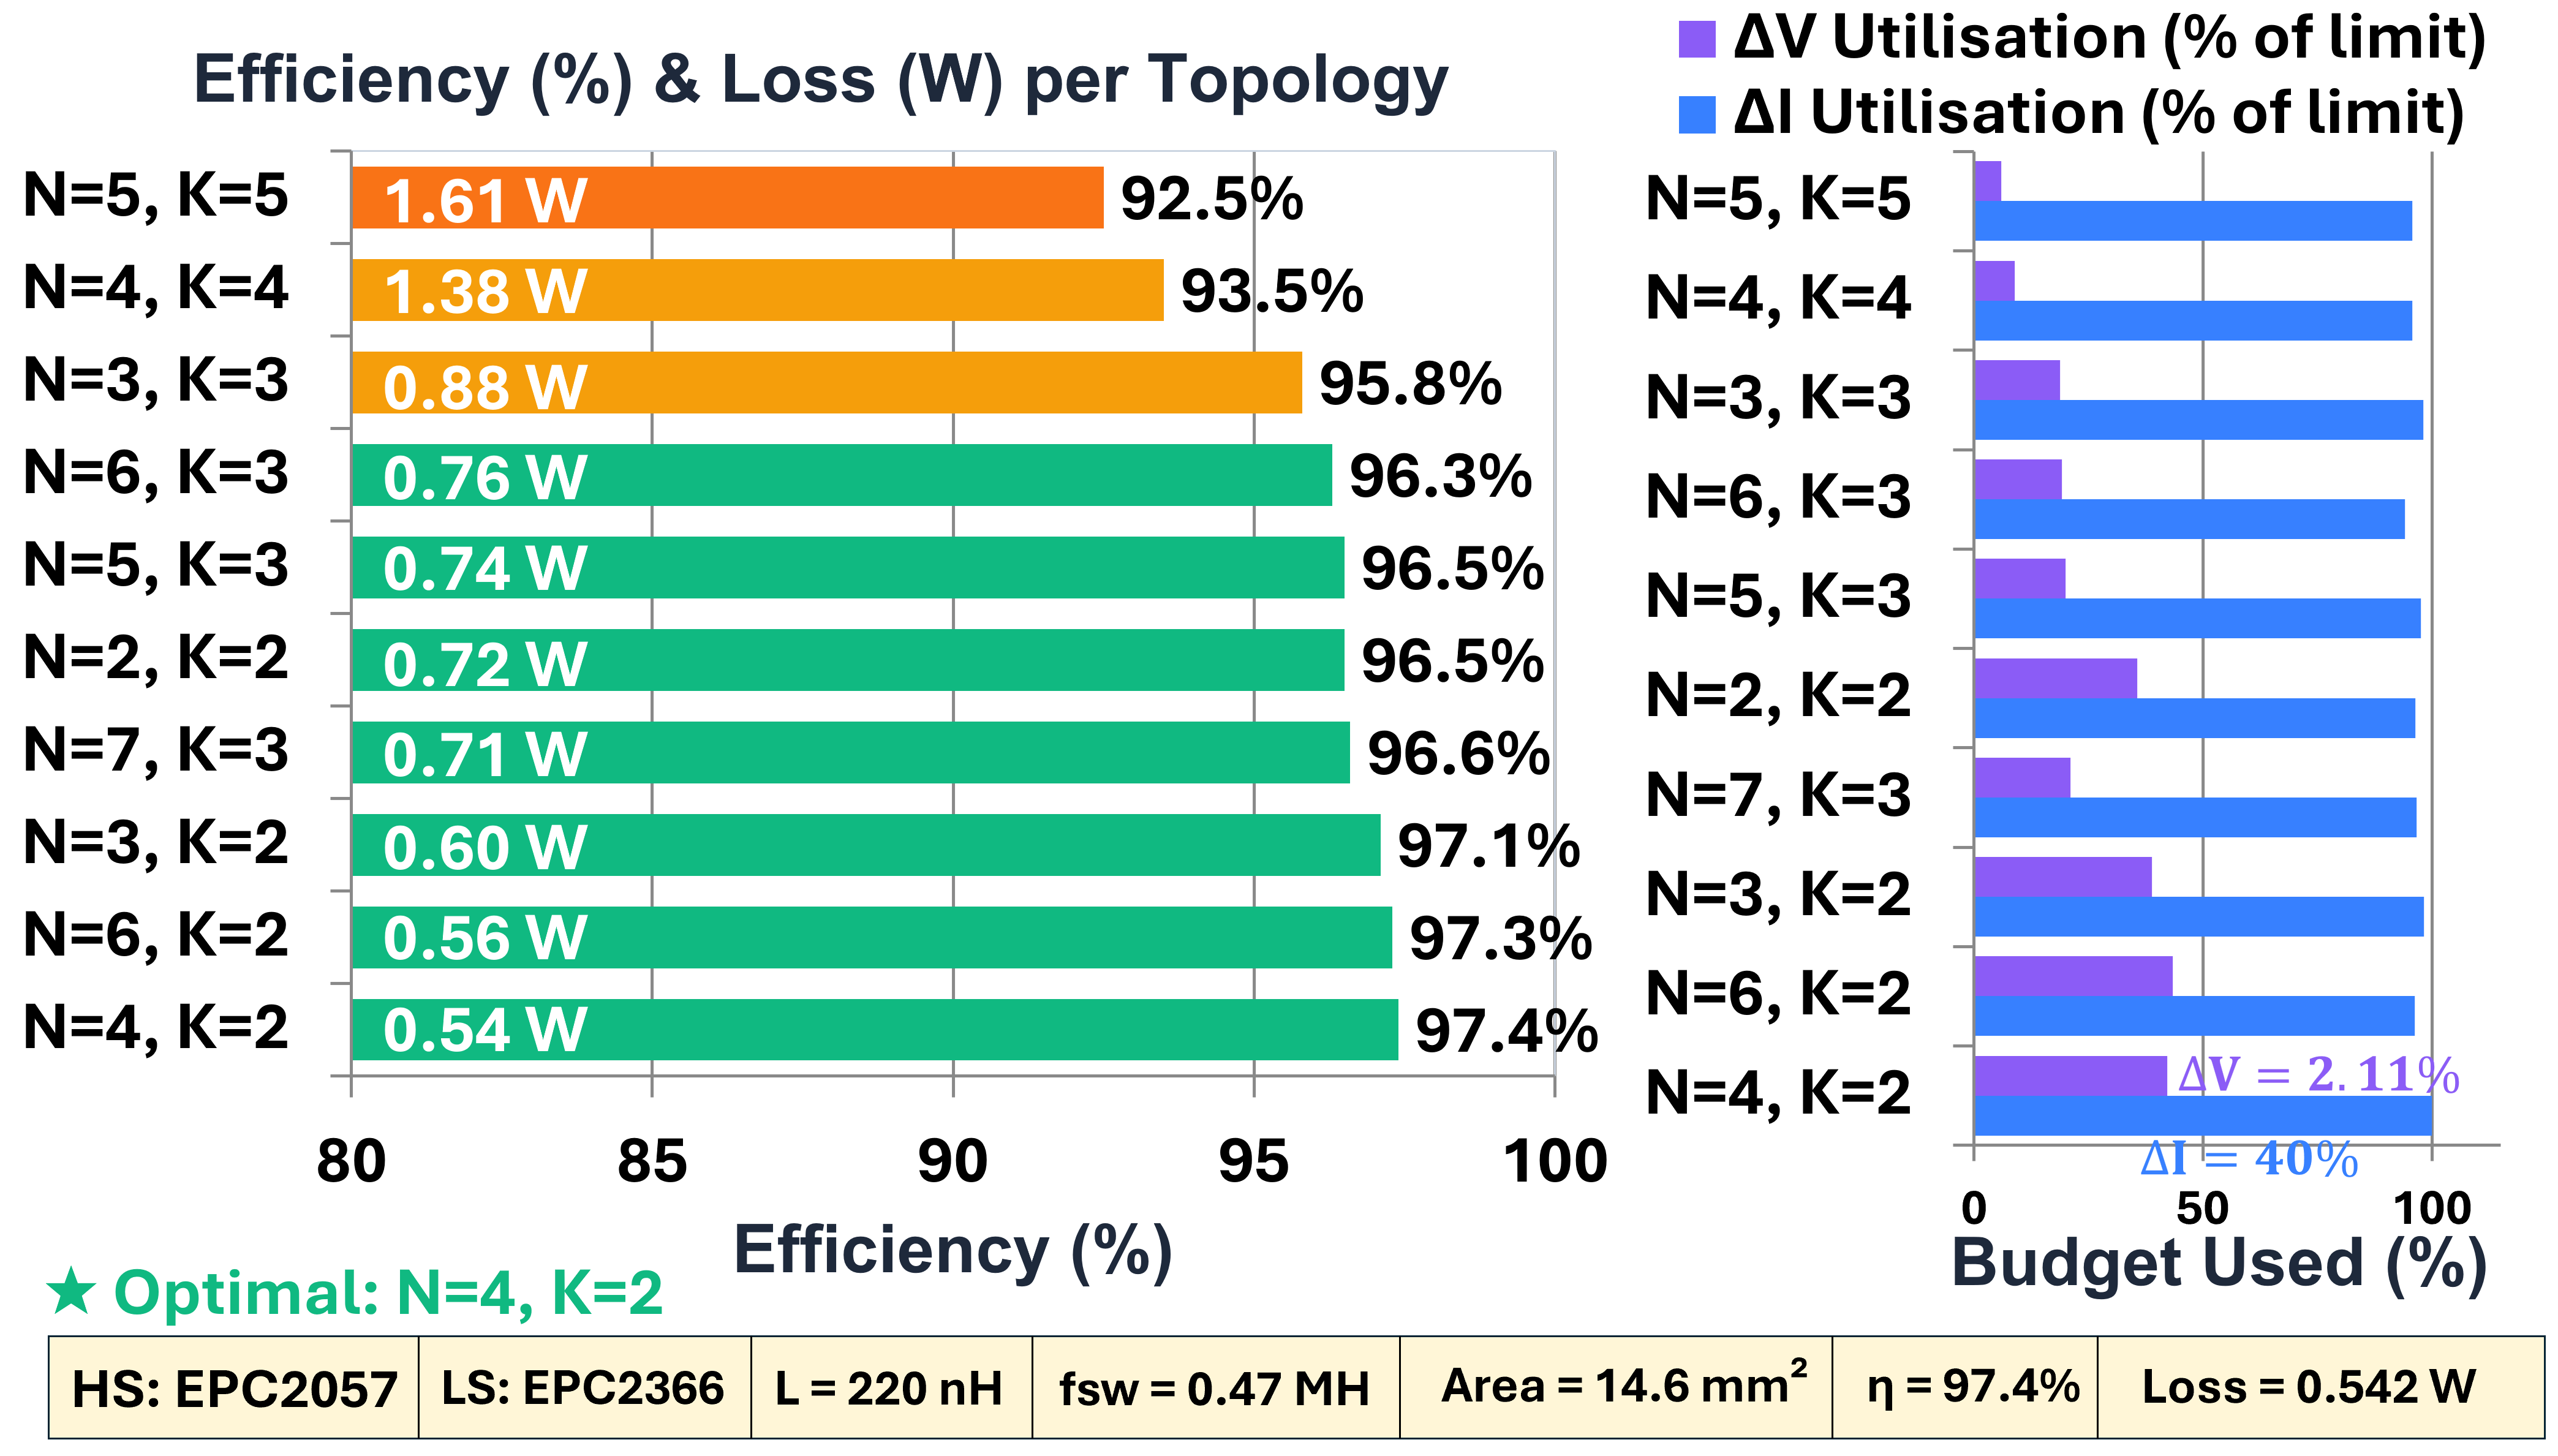 Efficiency (%) & Loss (W) per Topology
N=5, K=5 1.61 W 92.5%
N=4, K=4 1.38 W 93.5%
N=3, K=3 0.88 W 95.8%
N=6, K=3 0.76 W 96.3%
N=5, K=3 0.74 W 96.5%
N=2, K=2 0.72 W 96.5%
N=7, K=3 0.71 W 96.6%
N=3, K=2 0.60 W 97.1%
N=6, K=2 0.56 W 97.3%
N=4, K=2 0.54 W 97.4%
80 85 90 95 100
Efficiency (%)
ΔV Utilisation (% of limit)
ΔI Utilisation (% of limit)
N=5, K=5
N=4, K=4
N=3, K=3
N=6, K=3
N=5, K=3
N=2, K=2
N=7, K=3
N=3, K=2
N=6, K=2
N=4, K=2
ΔV = 2.11%
ΔI = 40%
0 50 100
Budget Used (%)
★ Optimal: N=4, K=2
HS: EPC2057 LS: EPC2366 L = 220 nH fsw = 0.47 MH Area = 14.6 mm² η = 97.4% Loss = 0.542 W